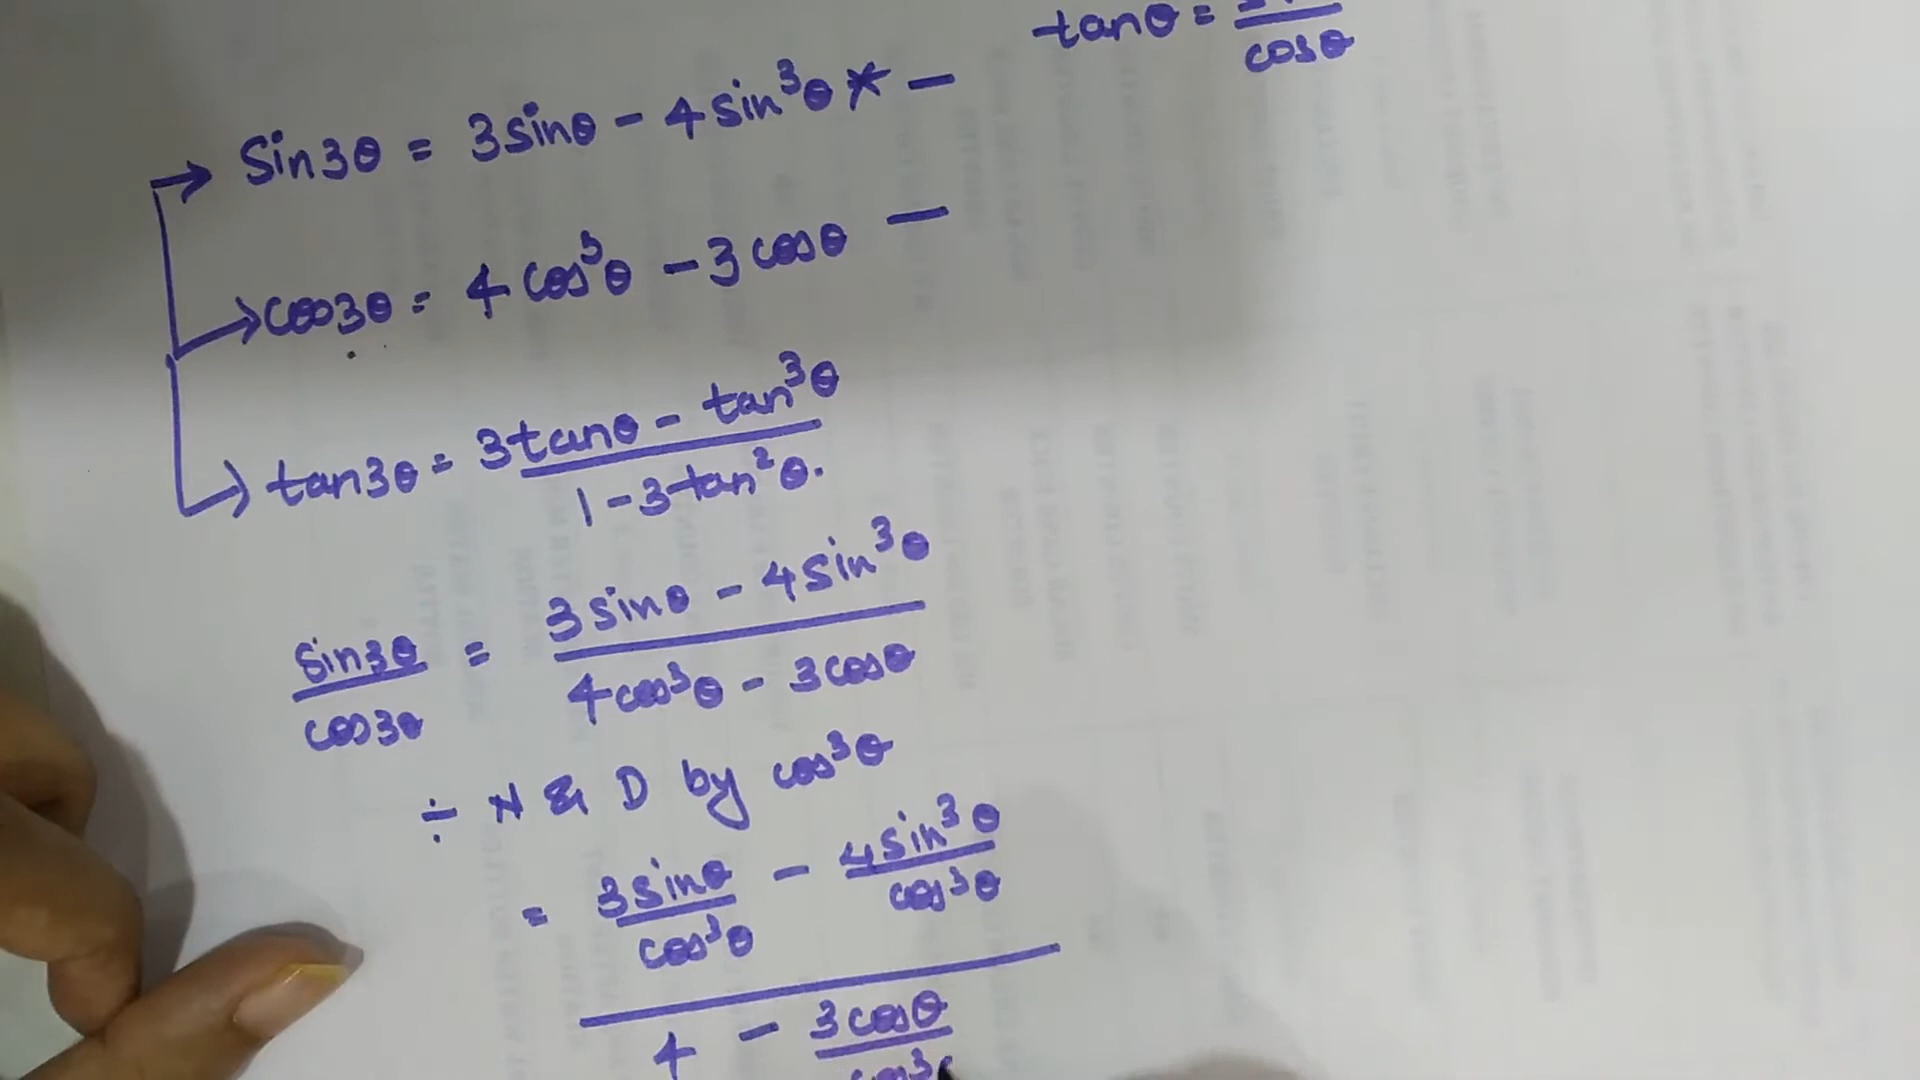 tanθ = / cosθ
Sin3θ = 3sinθ - 4sin³θ * -
cos3θ = 4cos³θ - 3cosθ -
tan3θ = 3tanθ - tan³θ / 1 - 3tan²θ.
sin3θ / cos3θ = 3sinθ - 4sin³θ / 4cos³θ - 3cosθ
÷ N & D by cos³θ
= 3sinθ / cos³θ - 4sin³θ / cos³θ
4 - 3cosθ / cos³